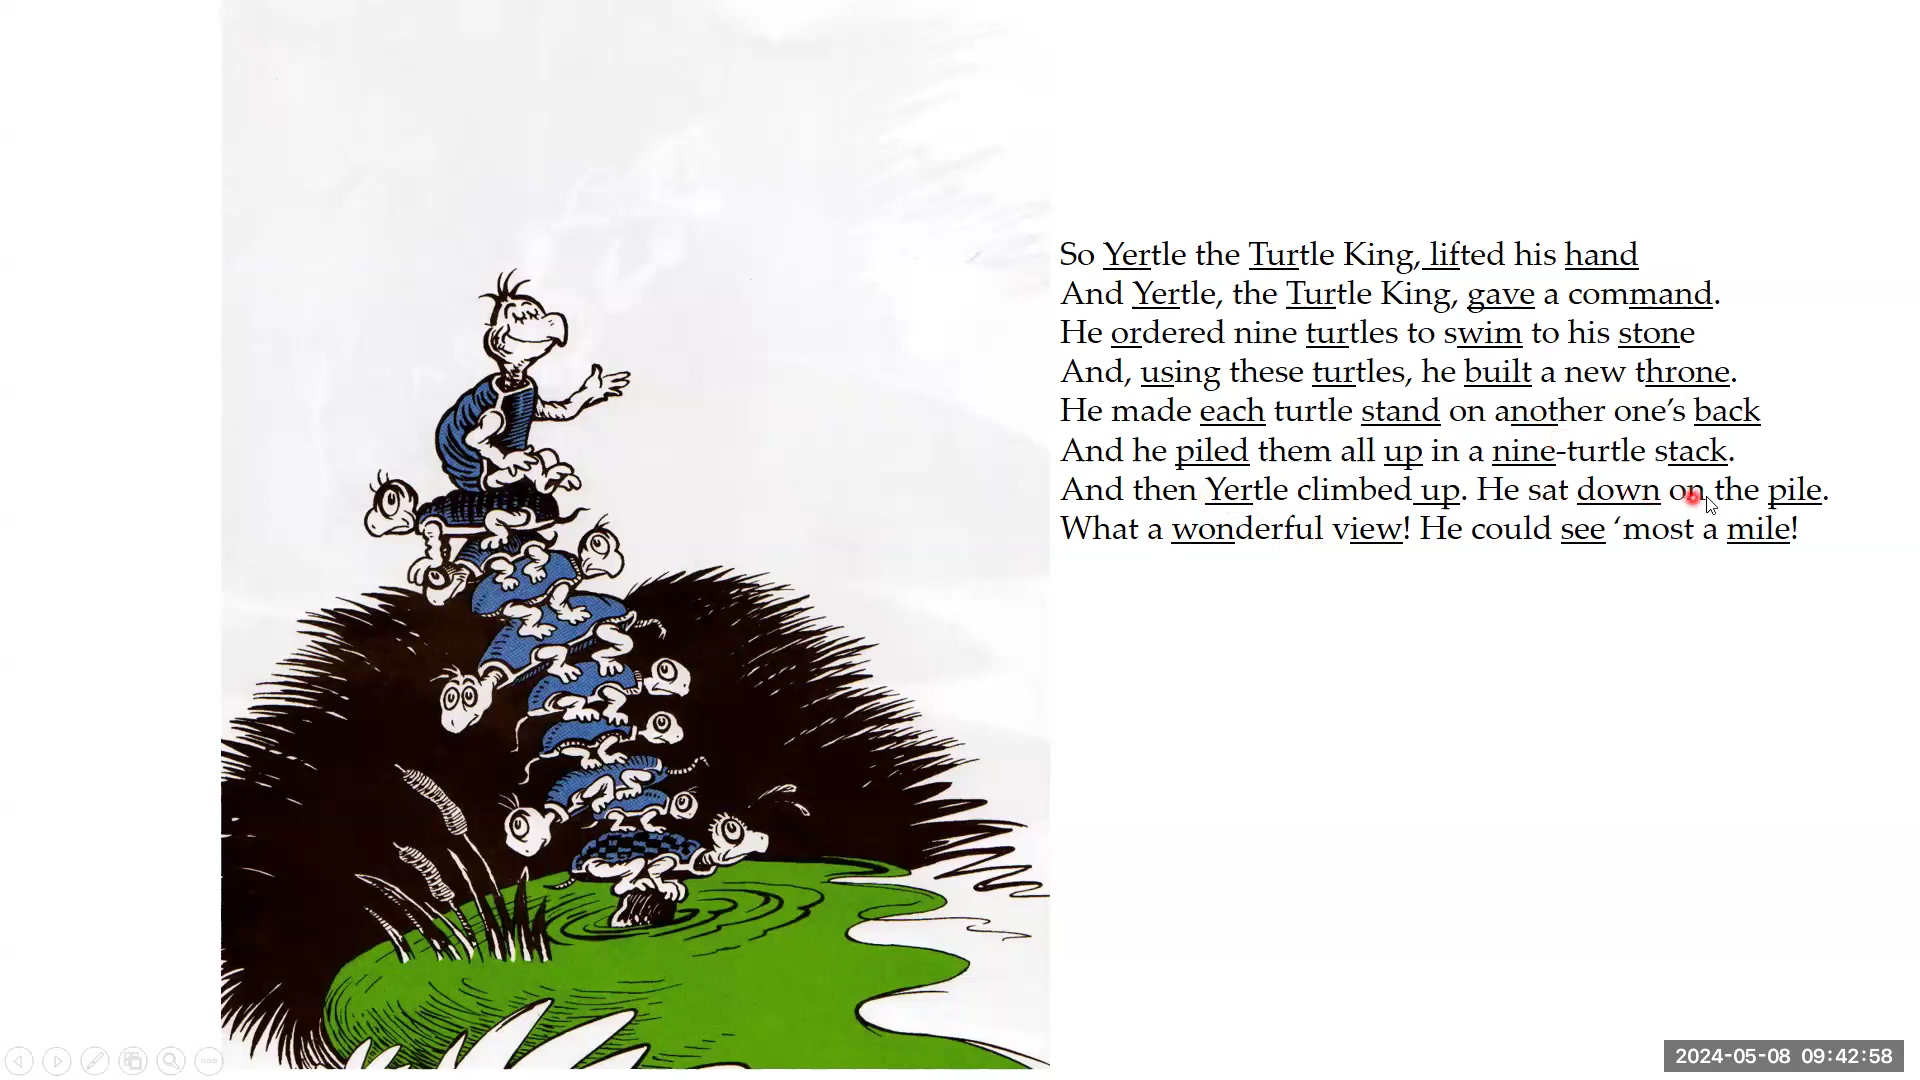 So Yertle the Turtle King, lifted his hand
And Yertle, the Turtle King, gave a command.
He ordered nine turtles to swim to his stone
And, using these turtles, he built a new throne.
He made each turtle stand on another one’s back
And he piled them all up in a nine-turtle stack.
And then Yertle climbed up. He sat down on the pile.
What a wonderful view! He could see ‘most a mile!
2024-05-08 09:42:58